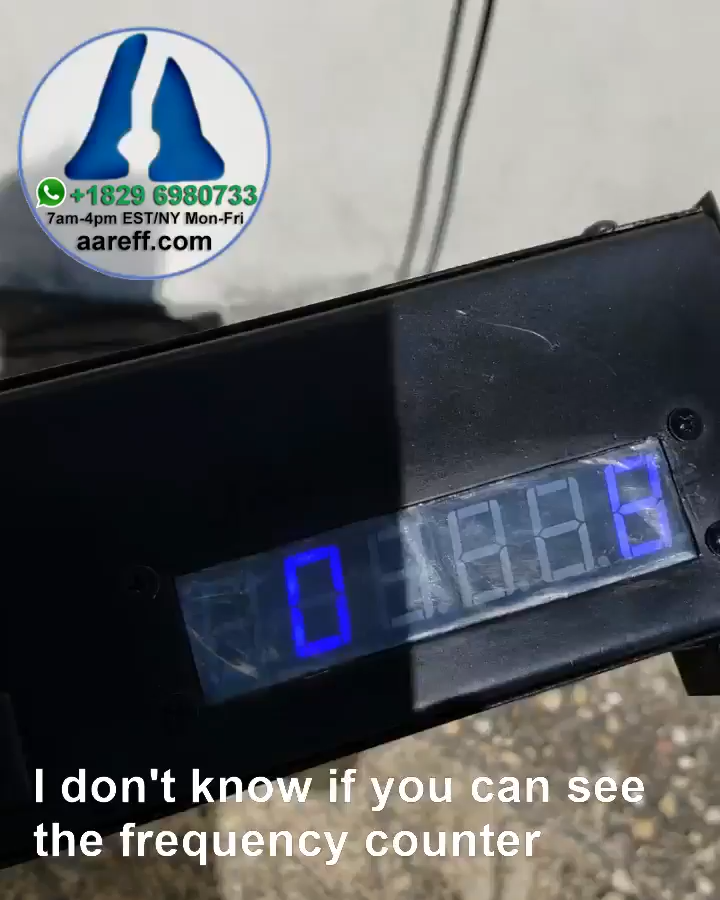 +1829 6980733
7am-4pm EST/NY Mon-Fri
aareff.com
0
I don't know if you can see
the frequency counter